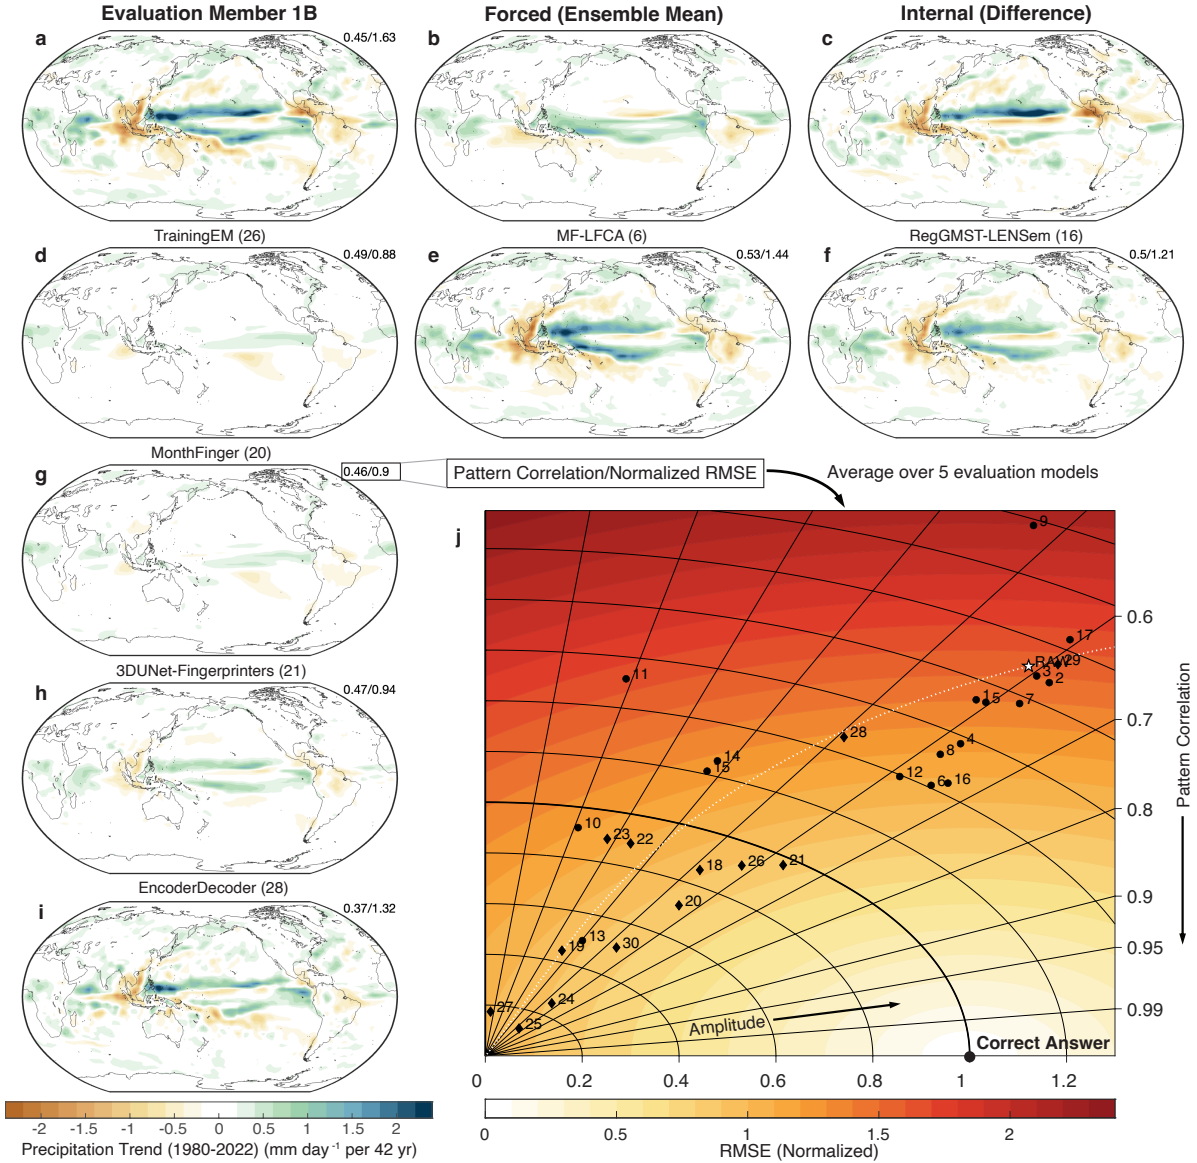 Evaluation Member 1B
Forced (Ensemble Mean)
Internal (Difference)
a
0.45/1.63
b
c
TrainingEM (26)
MF-LFCA (6)
RegGMST-LENSem (16)
d
0.49/0.88
e
0.53/1.44
f
0.5/1.21
MonthFinger (20)
g
0.46/0.9
Pattern Correlation/Normalized RMSE
Average over 5 evaluation models
3DUNet-Fingerprinters (21)
h
0.47/0.94
EncoderDecoder (28)
i
0.37/1.32
-2 -1.5 -1 -0.5 0 0.5 1 1.5 2
Precipitation Trend (1980-2022) (mm day⁻¹ per 42 yr)
j
9
17
RAW
29
3
2
11
1
5
7
28
4
8
14
15
12
6
16
10
23
22
18
26
21
20
13
19
30
27
24
25
Amplitude
Correct Answer
0.6
0.7
0.8
0.9
0.95
0.99
Pattern Correlation
0 0.2 0.4 0.6 0.8 1 1.2
0 0.5 1 1.5 2
RMSE (Normalized)